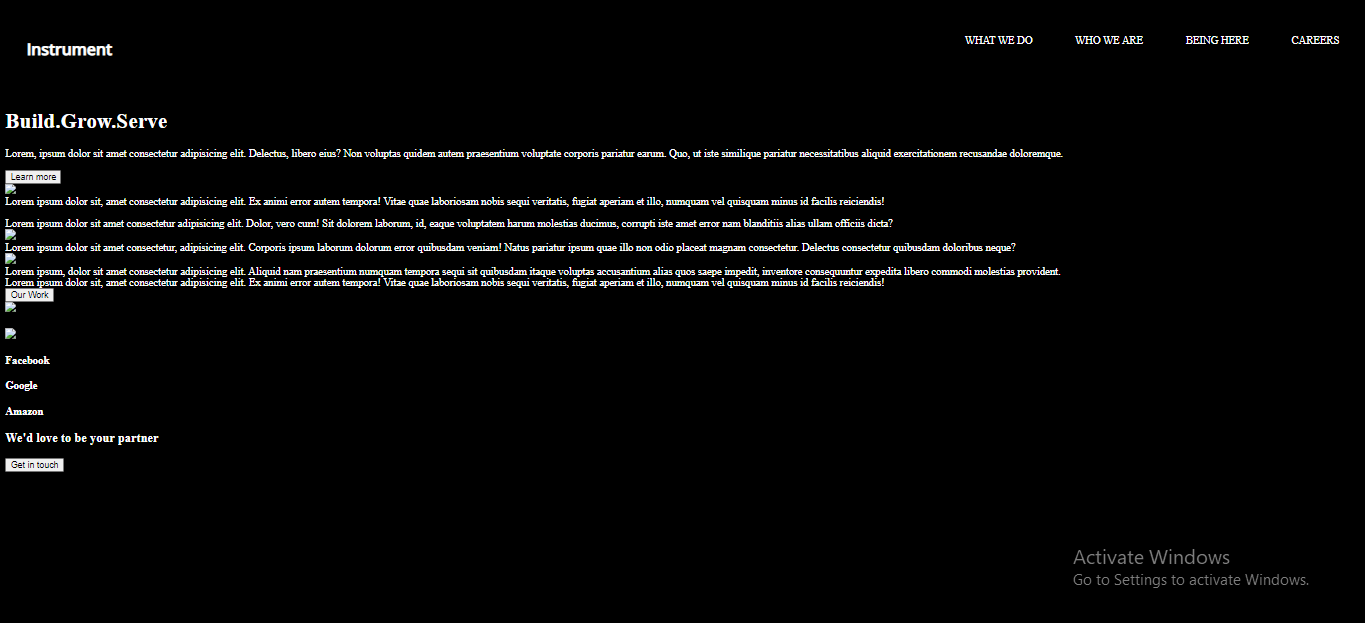 Instrument
WHAT WE DO WHO WE ARE BEING HERE CAREERS
Build.Grow.Serve
Lorem, ipsum dolor sit amet consectetur adipisicing elit. Delectus, libero eius? Non voluptas quidem autem praesentium voluptate corporis pariatur earum. Quo, ut iste similique pariatur necessitatibus aliquid exercitationem recusandae doloremque.
Learn more
Lorem ipsum dolor sit, amet consectetur adipisicing elit. Ex animi error autem tempora! Vitae quae laboriosam nobis sequi veritatis, fugiat aperiam et illo, numquam vel quisquam minus id facilis reiciendis!
Lorem ipsum dolor sit amet consectetur adipisicing elit. Dolor, vero cum! Sit dolorem laborum, id, eaque voluptatem harum molestias ducimus, corrupti iste amet error nam blanditiis alias ullam officiis dicta?
Lorem ipsum dolor sit amet consectetur, adipisicing elit. Corporis ipsum laborum dolorum error quibusdam veniam! Natus pariatur ipsum quae illo non odio placeat magnam consectetur. Delectus consectetur quibusdam doloribus neque?
Lorem ipsum, dolor sit amet consectetur adipisicing elit. Aliquid nam praesentium numquam tempora sequi sit quibusdam itaque voluptas accusantium alias quos saepe impedit, inventore consequuntur expedita libero commodi molestias provident.
Lorem ipsum dolor sit, amet consectetur adipisicing elit. Ex animi error autem tempora! Vitae quae laboriosam nobis sequi veritatis, fugiat aperiam et illo, numquam vel quisquam minus id facilis reiciendis!
Our Work
Facebook
Google
Amazon
We'd love to be your partner
Get in touch
Activate Windows
Go to Settings to activate Windows.